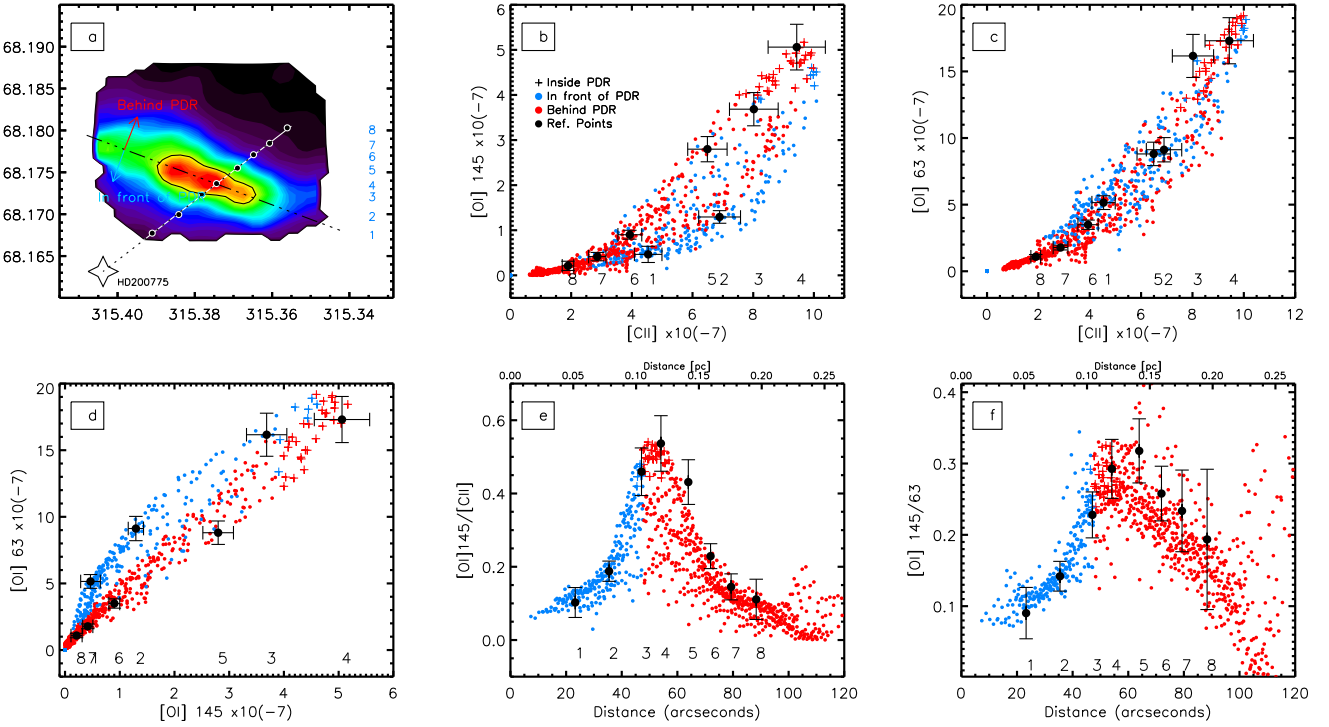 a
68.190
68.185
68.180
68.175
68.170
68.165
Behind PDR
In front of PDR
HD200775
8
7
6
5
4
3
2
1
315.40
315.38
315.36
315.34
b
[OI] 145 x10(-7)
6
5
4
3
2
1
0
+ Inside PDR
In front of PDR
Behind PDR
Ref. Points
8 7 6 1 5 2 3 4
0 2 4 6 8 10
[CII] x10(-7)
c
[OI] 63 x10(-7)
20
15
10
5
0
8 7 6 1 5 2 3 4
0 2 4 6 8 10 12
[CII] x10(-7)
d
[OI] 63 x10(-7)
20
15
10
5
0
8 7 1 6 2 5 3 4
0 1 2 3 4 5 6
[OI] 145 x10(-7)
Distance [pc]
0.00 0.05 0.10 0.15 0.20 0.25
e
[OI]145/[CII]
0.6
0.4
0.2
0.0
1 2 3 4 5 6 7 8
0 20 40 60 80 100 120
Distance (arcseconds)
Distance [pc]
0.00 0.05 0.10 0.15 0.20 0.25
f
[OI] 145/63
0.4
0.3
0.2
0.1
1 2 3 4 5 6 7 8
0 20 40 60 80 100 120
Distance (arcseconds)